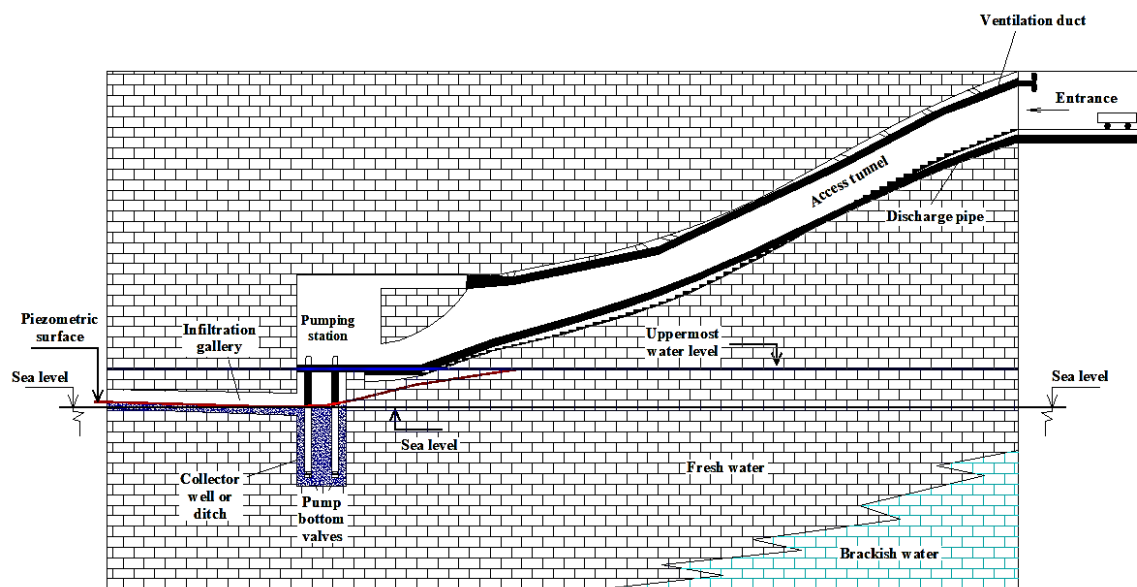 Ventilation duct
Entrance
Access tunnel
Discharge pipe
Piezometric
surface
Infiltration
gallery
Pumping
station
Uppermost
water level
Sea level
Sea level
Sea level
Collector
well or
ditch
Pump
bottom
valves
Fresh water
Brackish water